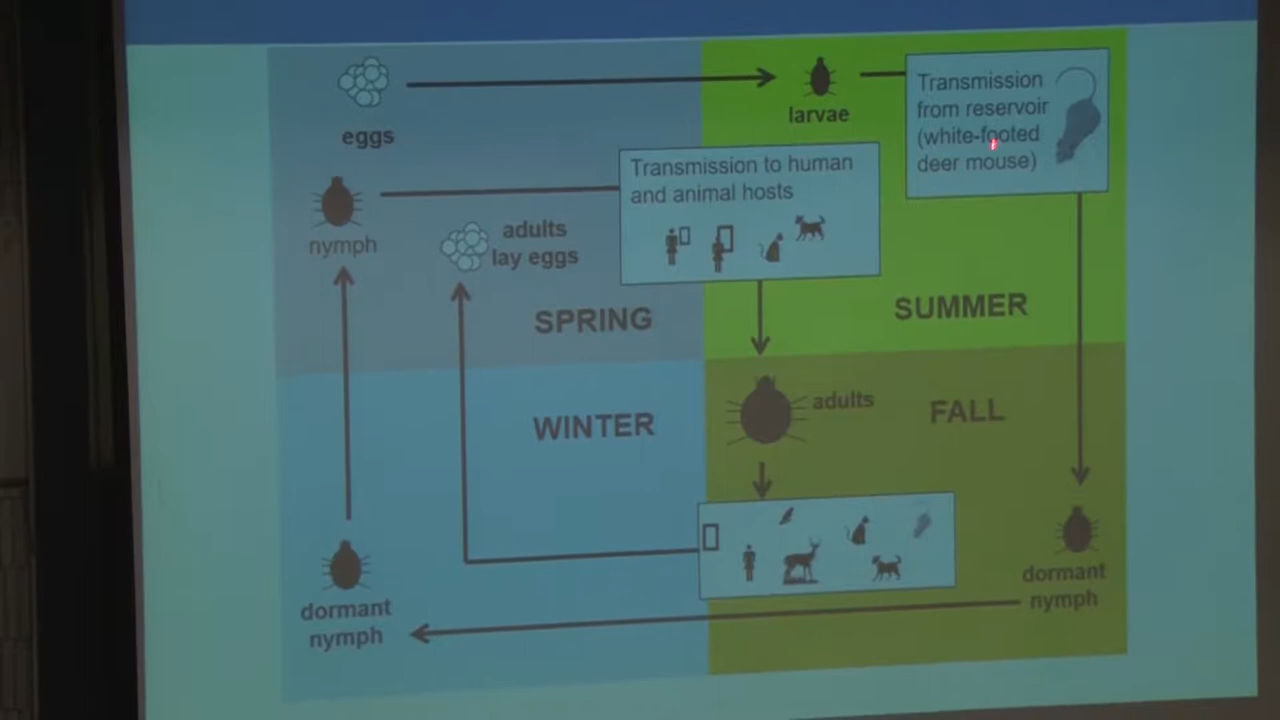 eggs
larvae
Transmission
from reservoir
(white-footed
deer mouse)
Transmission to human
and animal hosts
nymph
adults
lay eggs
SPRING
SUMMER
WINTER
adults
FALL
dormant
nymph
dormant
nymph